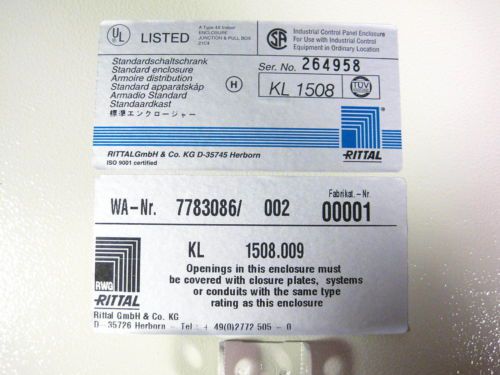 UL LISTED
A Type 4X Indoor
ENCLOSURE
JUNCTION & PULL BOX
21C4
SA
Industrial Control Panel Enclosure
For Use with Industrial Control
Equipment in Ordinary Location
Standardschaltschrank
Standard enclosure
Armoire distribution
Standard apparatskåp
Armadio Standard
Standaardkast
標準エンクロージャー
H
Ser. No. 264958
KL 1508
TÜV
RITTAL GmbH & Co. KG D-35745 Herborn
ISO 9001 certified
RITTAL
WA-Nr. 7783086/ 002
Fabrikat.-Nr.
00001
RWG
RITTAL
KL 1508.009
Openings in this enclosure must
be covered with closure plates, systems
or conduits with the same type
rating as this enclosure
Rittal GmbH & Co. KG
D-35726 Herborn - Tel: + 49(0)2772 505 - 0